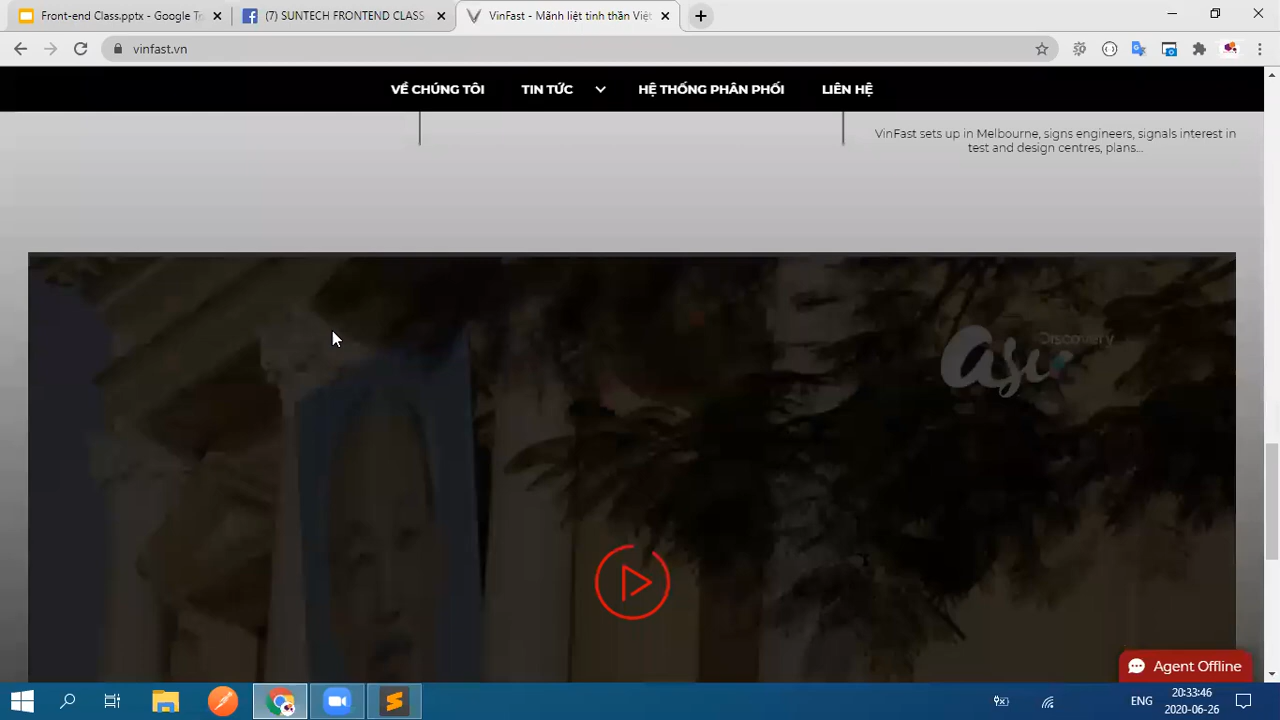 Front-end Class.pptx - Google To
(7) SUNTECH FRONTEND CLASS
VinFast - Mãnh liệt tinh thần Việt
vinfast.vn
VỀ CHÚNG TÔI
TIN TỨC
HỆ THỐNG PHÂN PHỐI
LIÊN HỆ
VinFast sets up in Melbourne, signs engineers, signals interest in
test and design centres, plans...
Discovery
asia
Agent Offline
ENG
20:33:46
2020-06-26